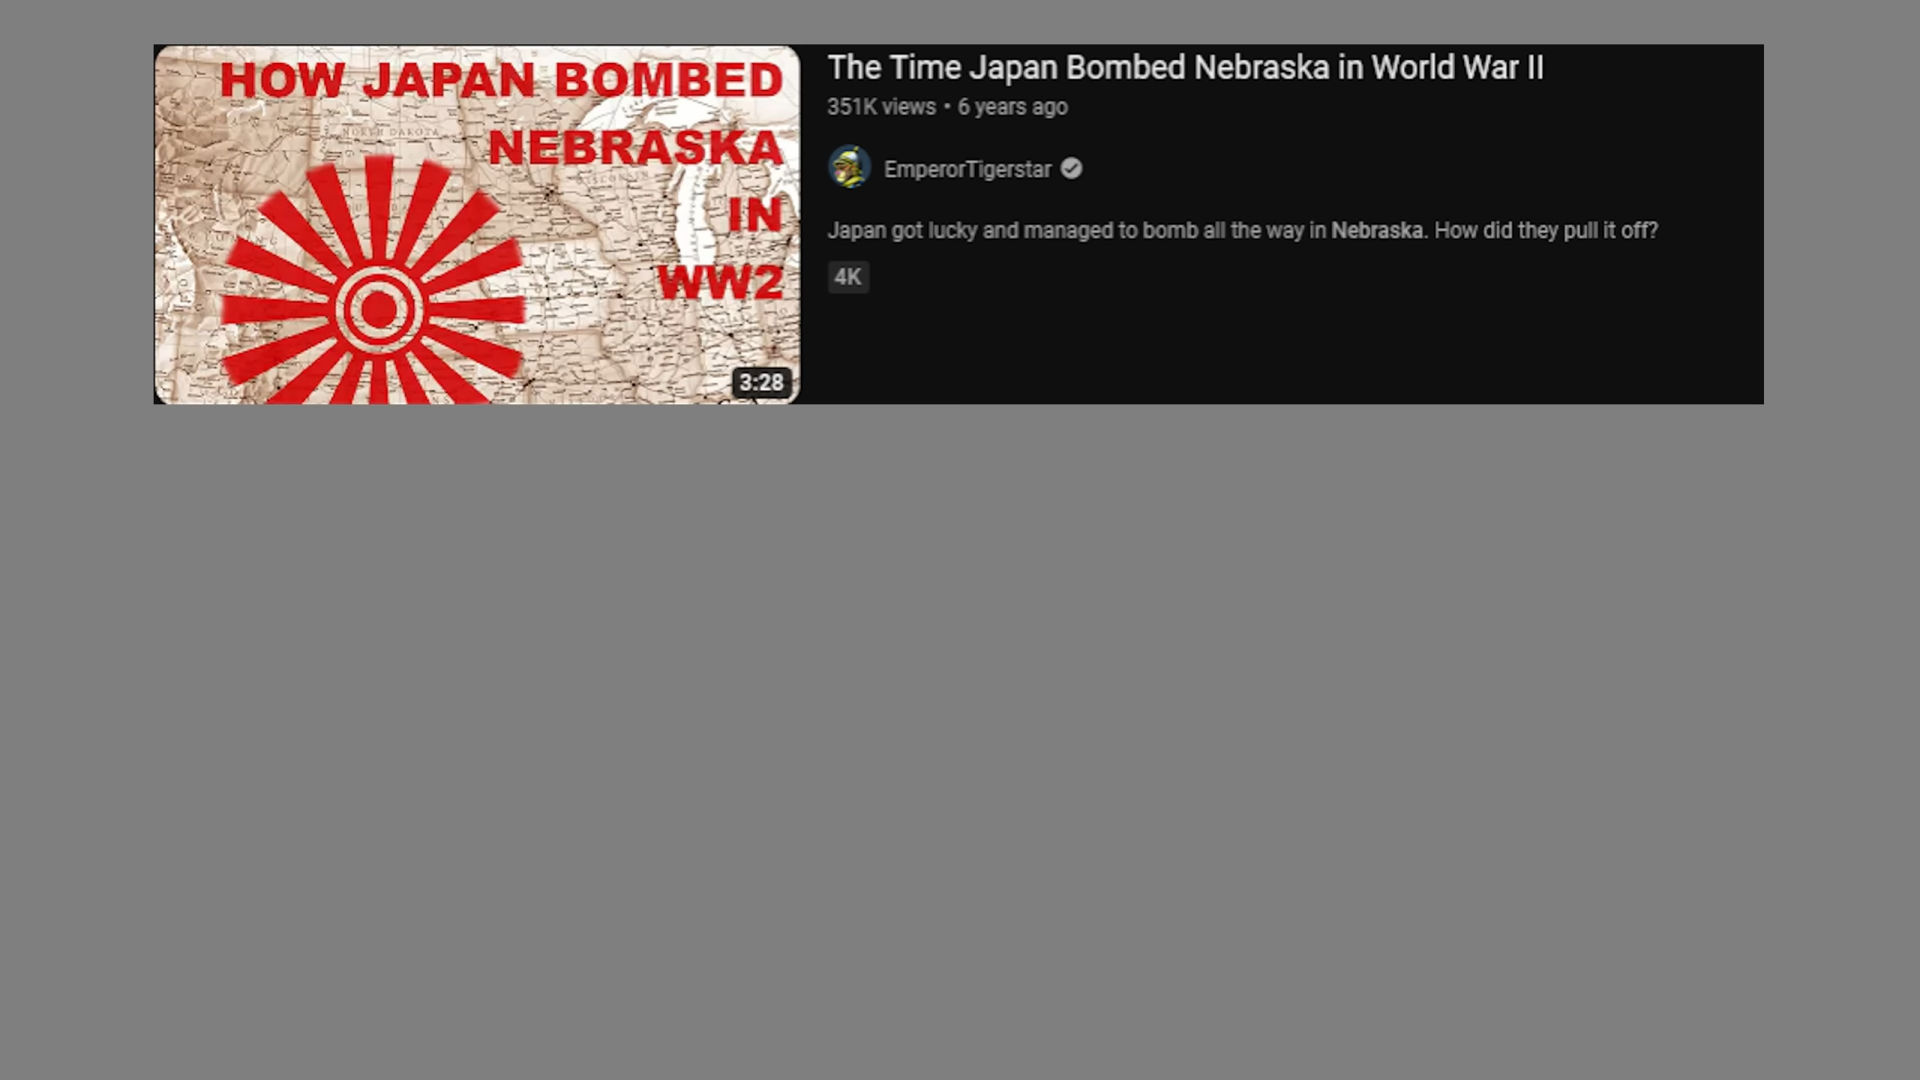 HOW JAPAN BOMBED
NEBRASKA
IN
WW2
NORTH DAKOTA
3:28
The Time Japan Bombed Nebraska in World War II
351K views • 6 years ago
EmperorTigerstar
Japan got lucky and managed to bomb all the way in Nebraska. How did they pull it off?
4K